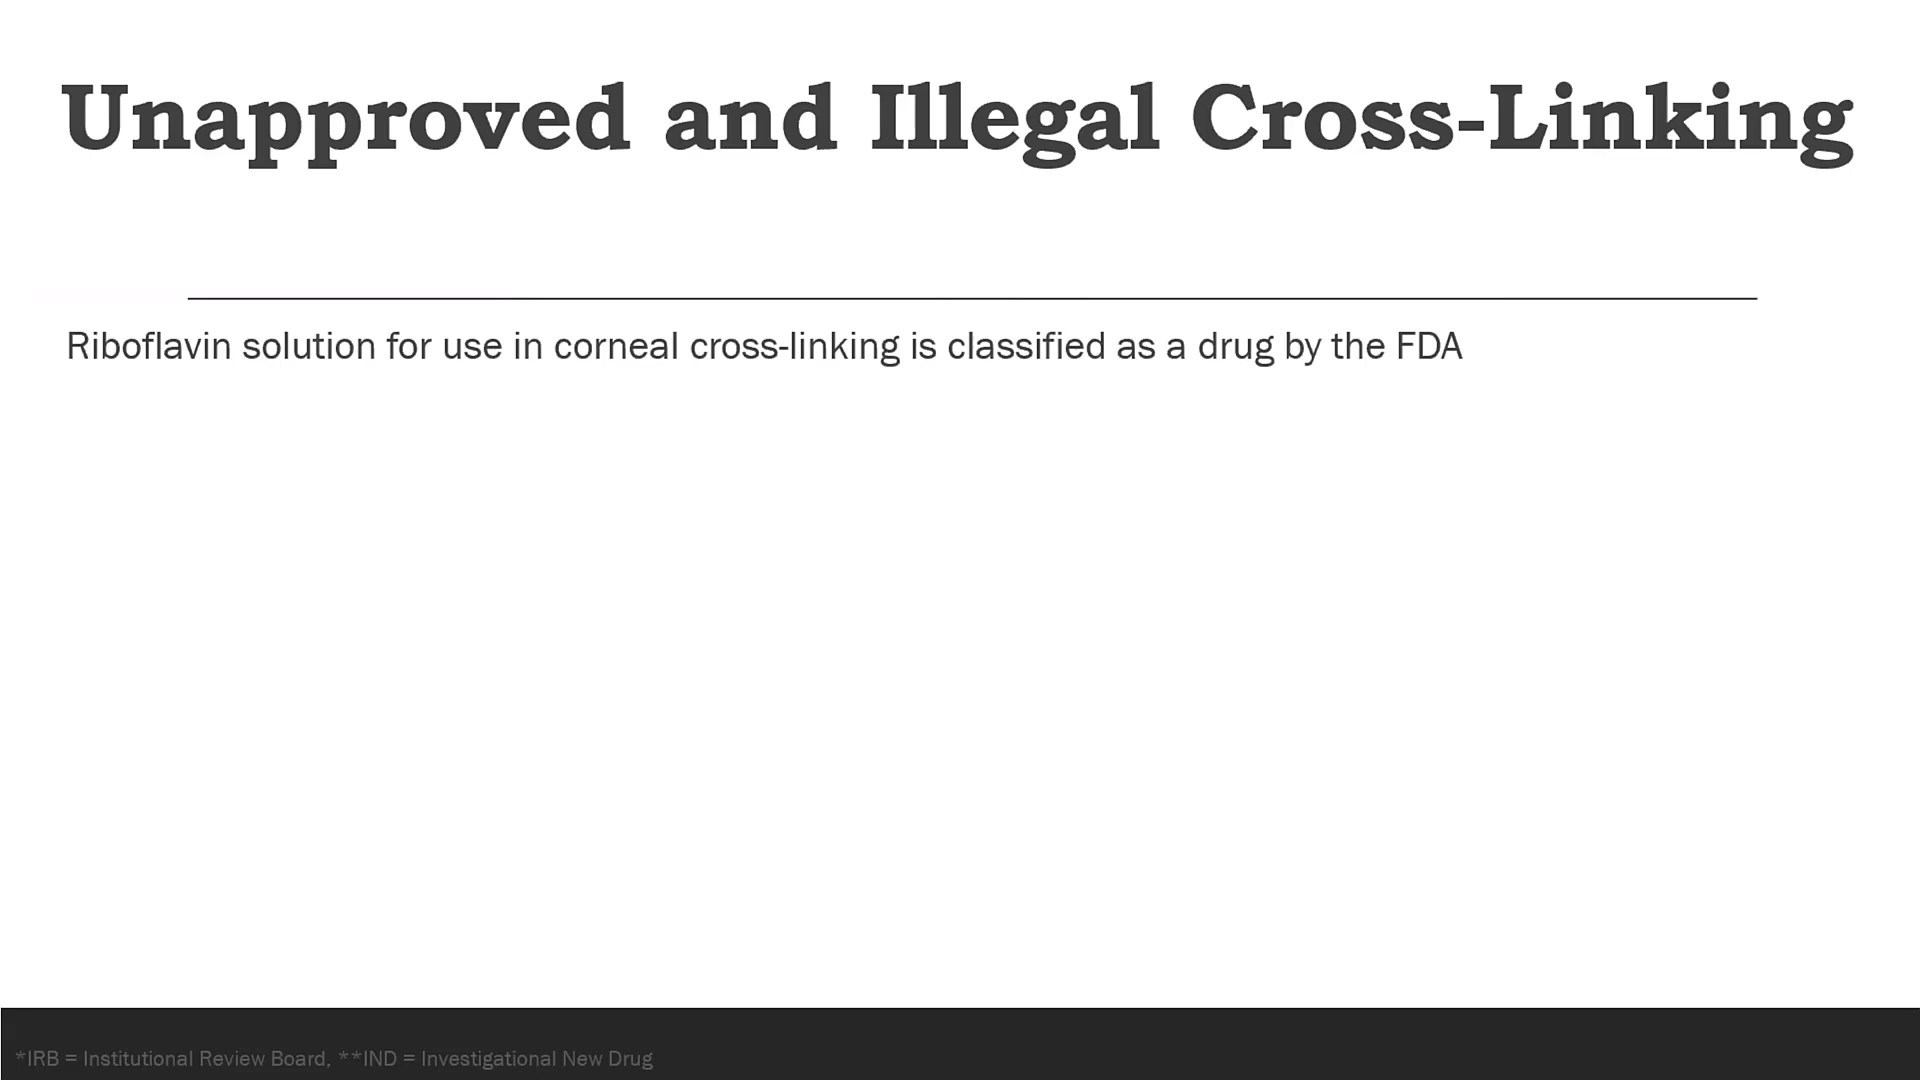 Unapproved and Illegal Cross-Linking
Riboflavin solution for use in corneal cross-linking is classified as a drug by the FDA
*IRB = Institutional Review Board, **IND = Investigational New Drug